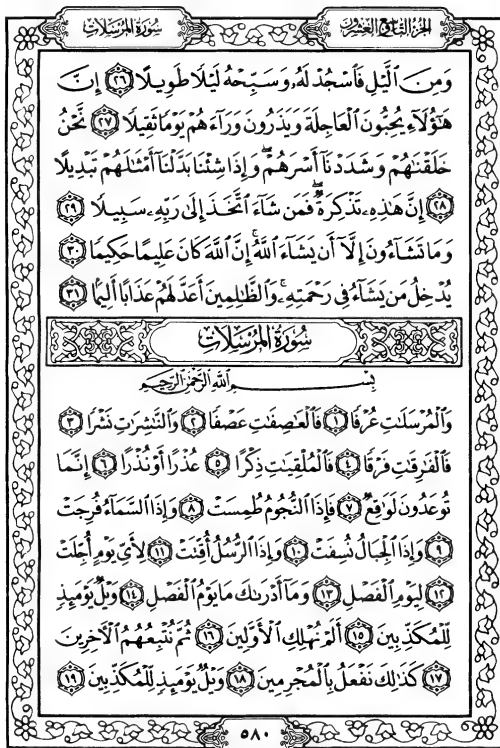 الجزء التاسع والعشرون
سُورَةُ المُرْسَلَات
وَمِنَ ٱلَّيْلِ فَٱسْجُدْ لَهُۥ وَسَبِّحْهُ لَيْلًا طَوِيلًا ٢٦ إِنَّ
هَٰٓؤُلَآءِ يُحِبُّونَ ٱلْعَاجِلَةَ وَيَذَرُونَ وَرَآءَهُمْ يَوْمًا ثَقِيلًا ٢٧ نَّحْنُ
خَلَقْنَٰهُمْ وَشَدَدْنَآ أَسْرَهُمْ ۖ وَإِذَا شِئْنَا بَدَّلْنَآ أَمْثَٰلَهُمْ تَبْدِيلًا
٢٨ إِنَّ هَٰذِهِۦ تَذْكِرَةٌ ۖ فَمَن شَآءَ ٱتَّخَذَ إِلَىٰ رَبِّهِۦ سَبِيلًا ٢٩
وَمَا تَشَآءُونَ إِلَّآ أَن يَشَآءَ ٱللَّهُ ۚ إِنَّ ٱللَّهَ كَانَ عَلِيمًا حَكِيمًا ٣٠
يُدْخِلُ مَن يَشَآءُ فِى رَحْمَتِهِۦ ۚ وَٱلظَّٰلِمِينَ أَعَدَّ لَهُمْ عَذَابًا أَلِيمًۢا ٣١
سُورَةُ المُرْسَلَات
بِسْمِ ٱللَّهِ ٱلرَّحْمَٰنِ ٱلرَّحِيمِ
وَٱلْمُرْسَلَٰتِ عُرْفًا ١ فَٱلْعَٰصِفَٰتِ عَصْفًا ٢ وَٱلنَّٰشِرَٰتِ نَشْرًا ٣
فَٱلْفَٰرِقَٰتِ فَرْقًا ٤ فَٱلْمُلْقِيَٰتِ ذِكْرًا ٥ عُذْرًا أَوْ نُذْرًا ٦ إِنَّمَا
تُوعَدُونَ لَوَٰقِعٌ ٧ فَإِذَا ٱلنُّجُومُ طُمِسَتْ ٨ وَإِذَا ٱلسَّمَآءُ فُرِجَتْ
٩ وَإِذَا ٱلْجِبَالُ نُسِفَتْ ١٠ وَإِذَا ٱلرُّسُلُ أُقِّتَتْ ١١ لِأَىِّ يَوْمٍ أُجِّلَتْ
١٢ لِيَوْمِ ٱلْفَصْلِ ١٣ وَمَآ أَدْرَىٰكَ مَا يَوْمُ ٱلْفَصْلِ ١٤ وَيْلٌ يَوْمَئِذٍ
لِّلْمُكَذِّبِينَ ١٥ أَلَمْ نُهْلِكِ ٱلْأَوَّلِينَ ١٦ ثُمَّ نُتْبِعُهُمُ ٱلْءَاخِرِينَ
١٧ كَذَٰلِكَ نَفْعَلُ بِٱلْمُجْرِمِينَ ١٨ وَيْلٌ يَوْمَئِذٍ لِّلْمُكَذِّبِينَ ١٩
٥٨٠